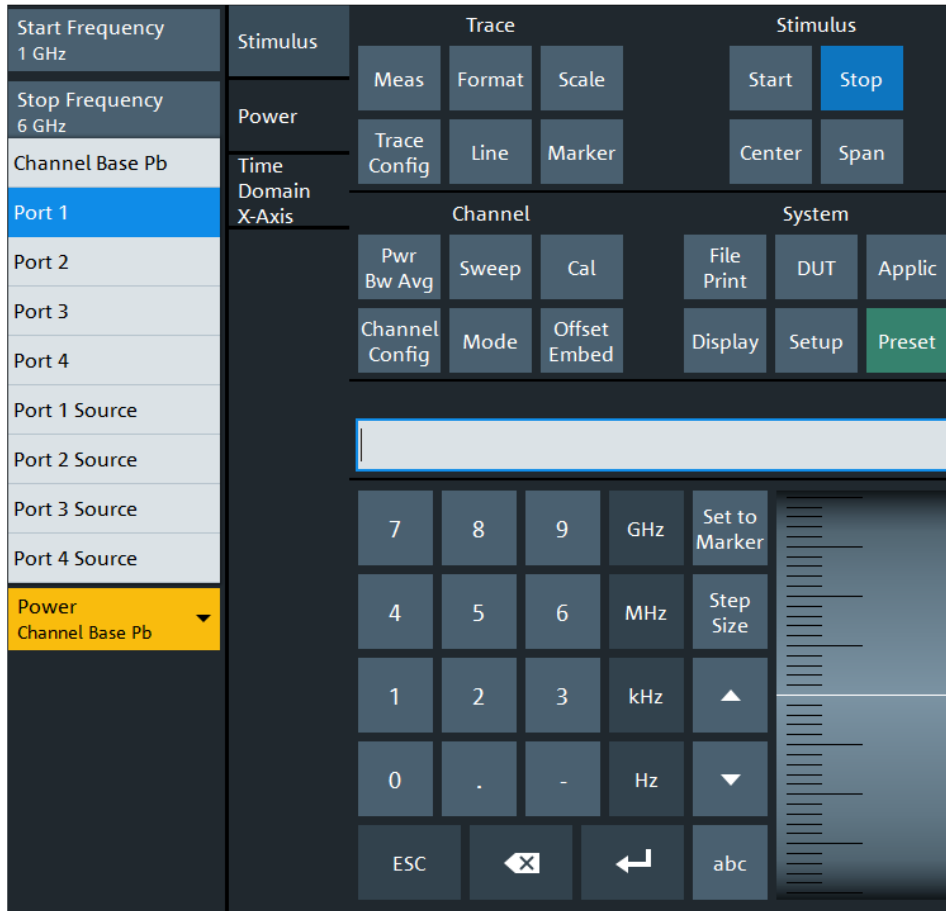 Start Frequency
1 GHz
Stop Frequency
6 GHz
Channel Base Pb
Port 1
Port 2
Port 3
Port 4
Port 1 Source
Port 2 Source
Port 3 Source
Port 4 Source
Power
Channel Base Pb
Stimulus
Power
Time
Domain
X-Axis
Trace
Meas Format Scale
Trace
Config
Line Marker
Stimulus
Start Stop
Center Span
Channel
Pwr
Bw Avg
Sweep Cal
Channel
Config
Mode
Offset
Embed
System
File
Print
DUT Applic
Display Setup Preset
7 8 9 GHz
Set to
Marker
4 5 6 MHz
Step
Size
1 2 3 kHz
0 . - Hz
ESC
abc